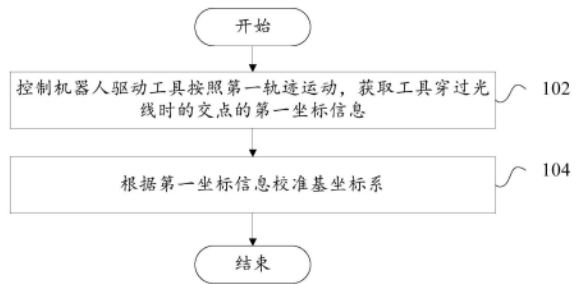 开始
控制机器人驱动工具按照第一轨迹运动，获取工具穿过光
线时的交点的第一坐标信息
102
根据第一坐标信息校准基坐标系
104
结束